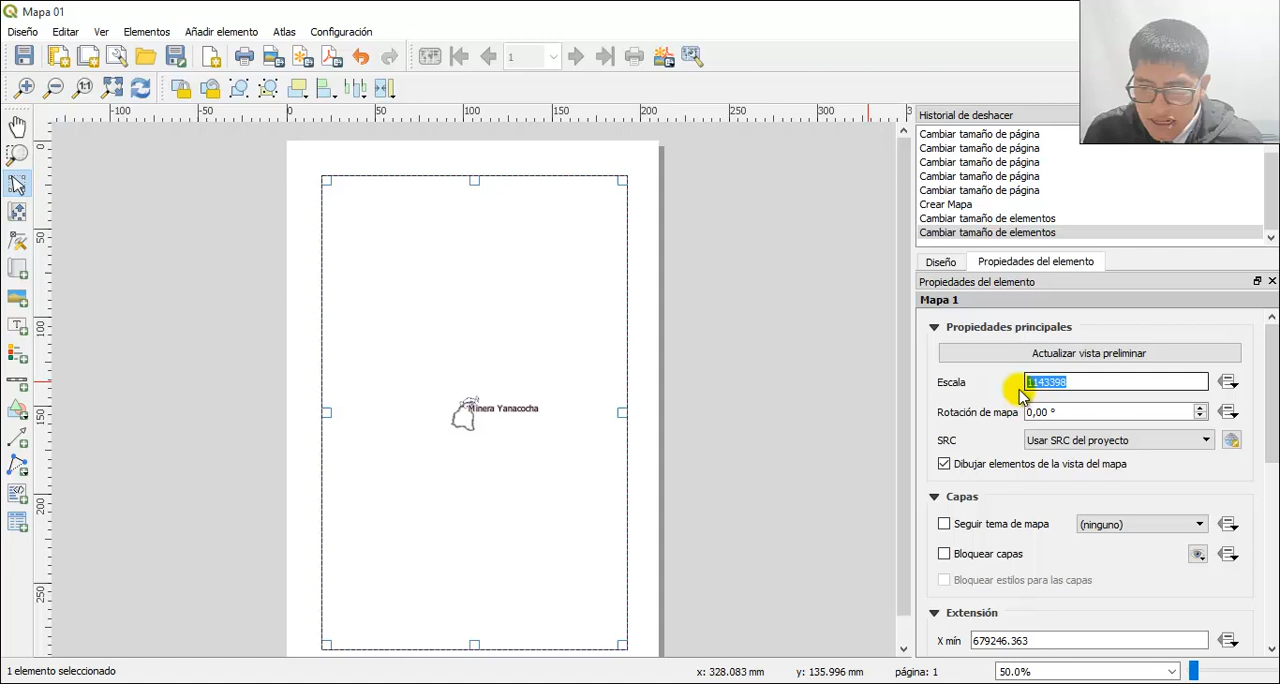 Mapa 01
Diseño Editar Ver Elementos Añadir elemento Atlas Configuración
1:1 1
-100 -50 0 50 100 150 200 250 300 3
0
50
100
150
200
250
Minera Yanacocha
Historial de deshacer
Cambiar tamaño de página
Cambiar tamaño de página
Cambiar tamaño de página
Cambiar tamaño de página
Cambiar tamaño de página
Crear Mapa
Cambiar tamaño de elementos
Cambiar tamaño de elementos
Diseño Propiedades del elemento
Propiedades del elemento
Mapa 1
Propiedades principales
Actualizar vista preliminar
Escala 1143398
Rotación de mapa 0,00 °
SRC Usar SRC del proyecto
Dibujar elementos de la vista del mapa
Capas
Seguir tema de mapa (ninguno)
Bloquear capas
Bloquear estilos para las capas
Extensión
X mín 679246.363
1 elemento seleccionado x: 328.083 mm y: 135.996 mm página: 1 50.0%